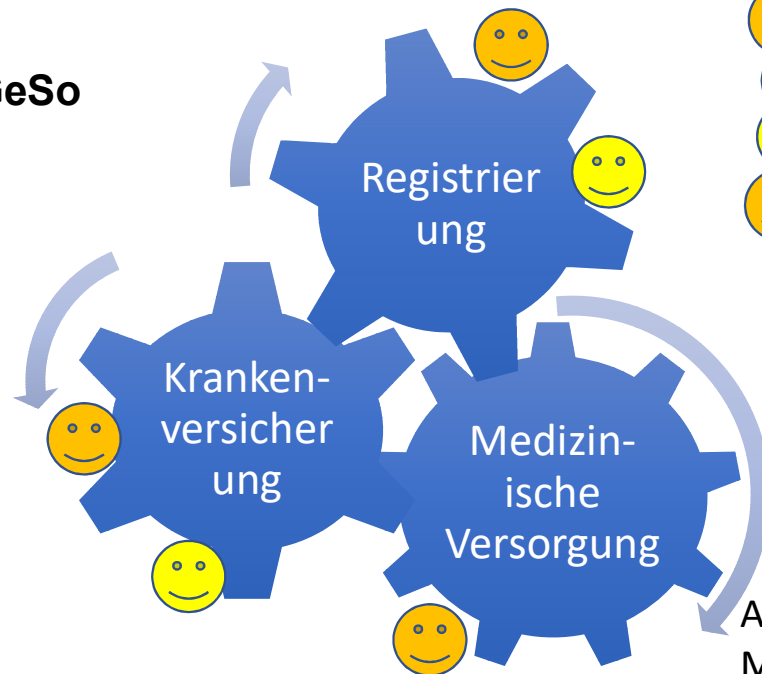 eSo
Registrier
ung
Kranken-
versicher
ung
Medizin-
ische
Versorgung
A
M